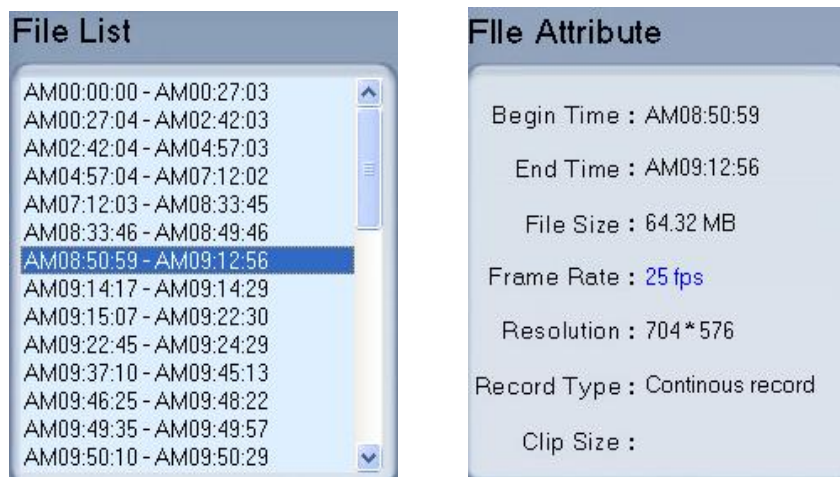 File List
AM00:00:00 - AM00:27:03
AM00:27:04 - AM02:42:03
AM02:42:04 - AM04:57:03
AM04:57:04 - AM07:12:02
AM07:12:03 - AM08:33:45
AM08:33:46 - AM08:49:46
AM08:50:59 - AM09:12:56
AM09:14:17 - AM09:14:29
AM09:15:07 - AM09:22:30
AM09:22:45 - AM09:24:29
AM09:37:10 - AM09:45:13
AM09:46:25 - AM09:48:22
AM09:49:35 - AM09:49:57
AM09:50:10 - AM09:50:29
FIle Attribute
Begin Time : AM08:50:59
End Time : AM09:12:56
File Size : 64.32 MB
Frame Rate : 25 fps
Resolution : 704*576
Record Type : Continous record
Clip Size :